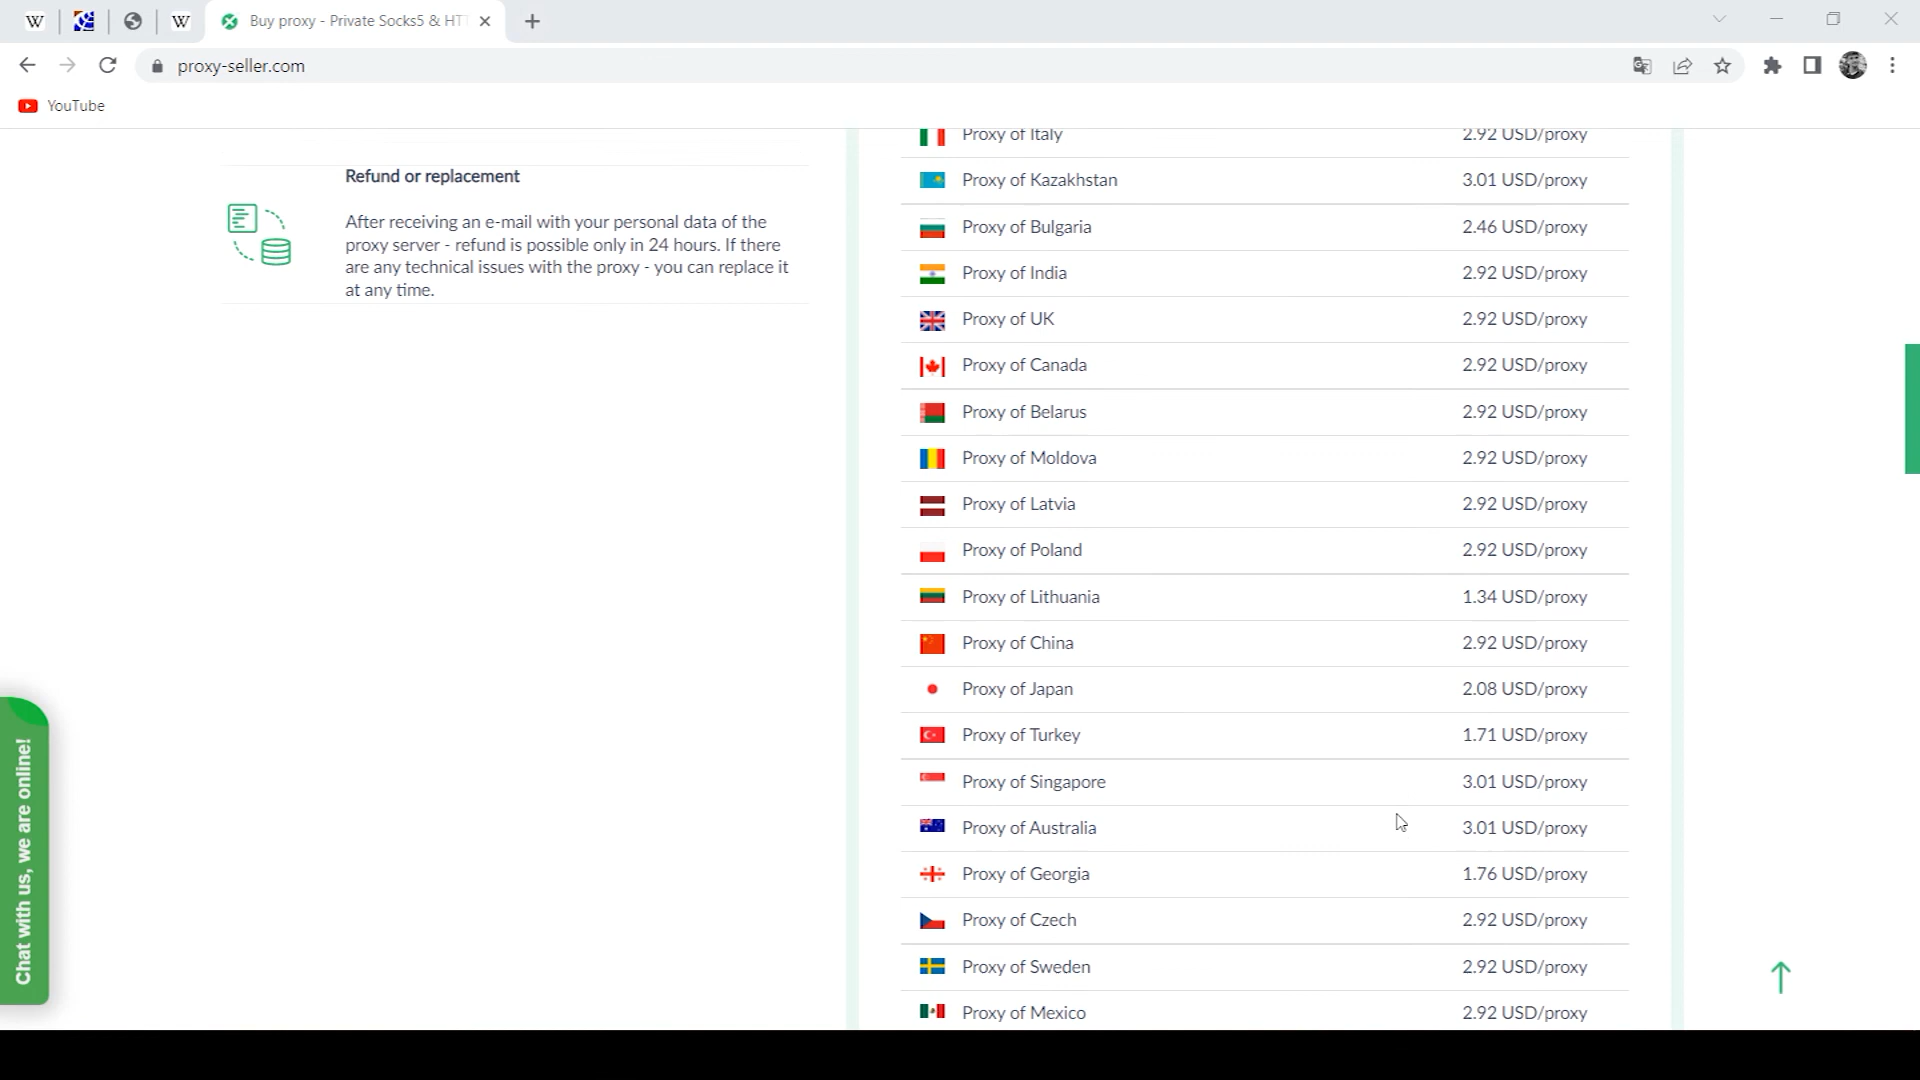 Buy proxy - Private Socks5 & HT
proxy-seller.com
YouTube
Refund or replacement
After receiving an e-mail with your personal data of the
proxy server - refund is possible only in 24 hours. If there
are any technical issues with the proxy - you can replace it
at any time.
Proxy of Italy 2.92 USD/proxy
Proxy of Kazakhstan 3.01 USD/proxy
Proxy of Bulgaria 2.46 USD/proxy
Proxy of India 2.92 USD/proxy
Proxy of UK 2.92 USD/proxy
Proxy of Canada 2.92 USD/proxy
Proxy of Belarus 2.92 USD/proxy
Proxy of Moldova 2.92 USD/proxy
Proxy of Latvia 2.92 USD/proxy
Proxy of Poland 2.92 USD/proxy
Proxy of Lithuania 1.34 USD/proxy
Proxy of China 2.92 USD/proxy
Proxy of Japan 2.08 USD/proxy
Proxy of Turkey 1.71 USD/proxy
Proxy of Singapore 3.01 USD/proxy
Proxy of Australia 3.01 USD/proxy
Proxy of Georgia 1.76 USD/proxy
Proxy of Czech 2.92 USD/proxy
Proxy of Sweden 2.92 USD/proxy
Proxy of Mexico 2.92 USD/proxy
Chat with us, we are online!